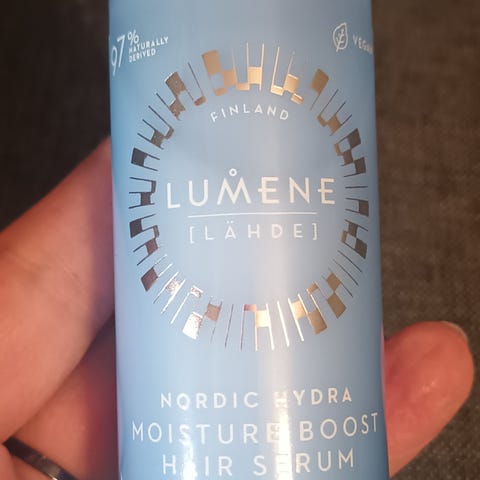 97%
NATURALLY
DERIVED
VEGAN
FINLAND
LUMENE
[LÄHDE]
NORDIC HYDRA
MOISTURE BOOST
HAIR SERUM